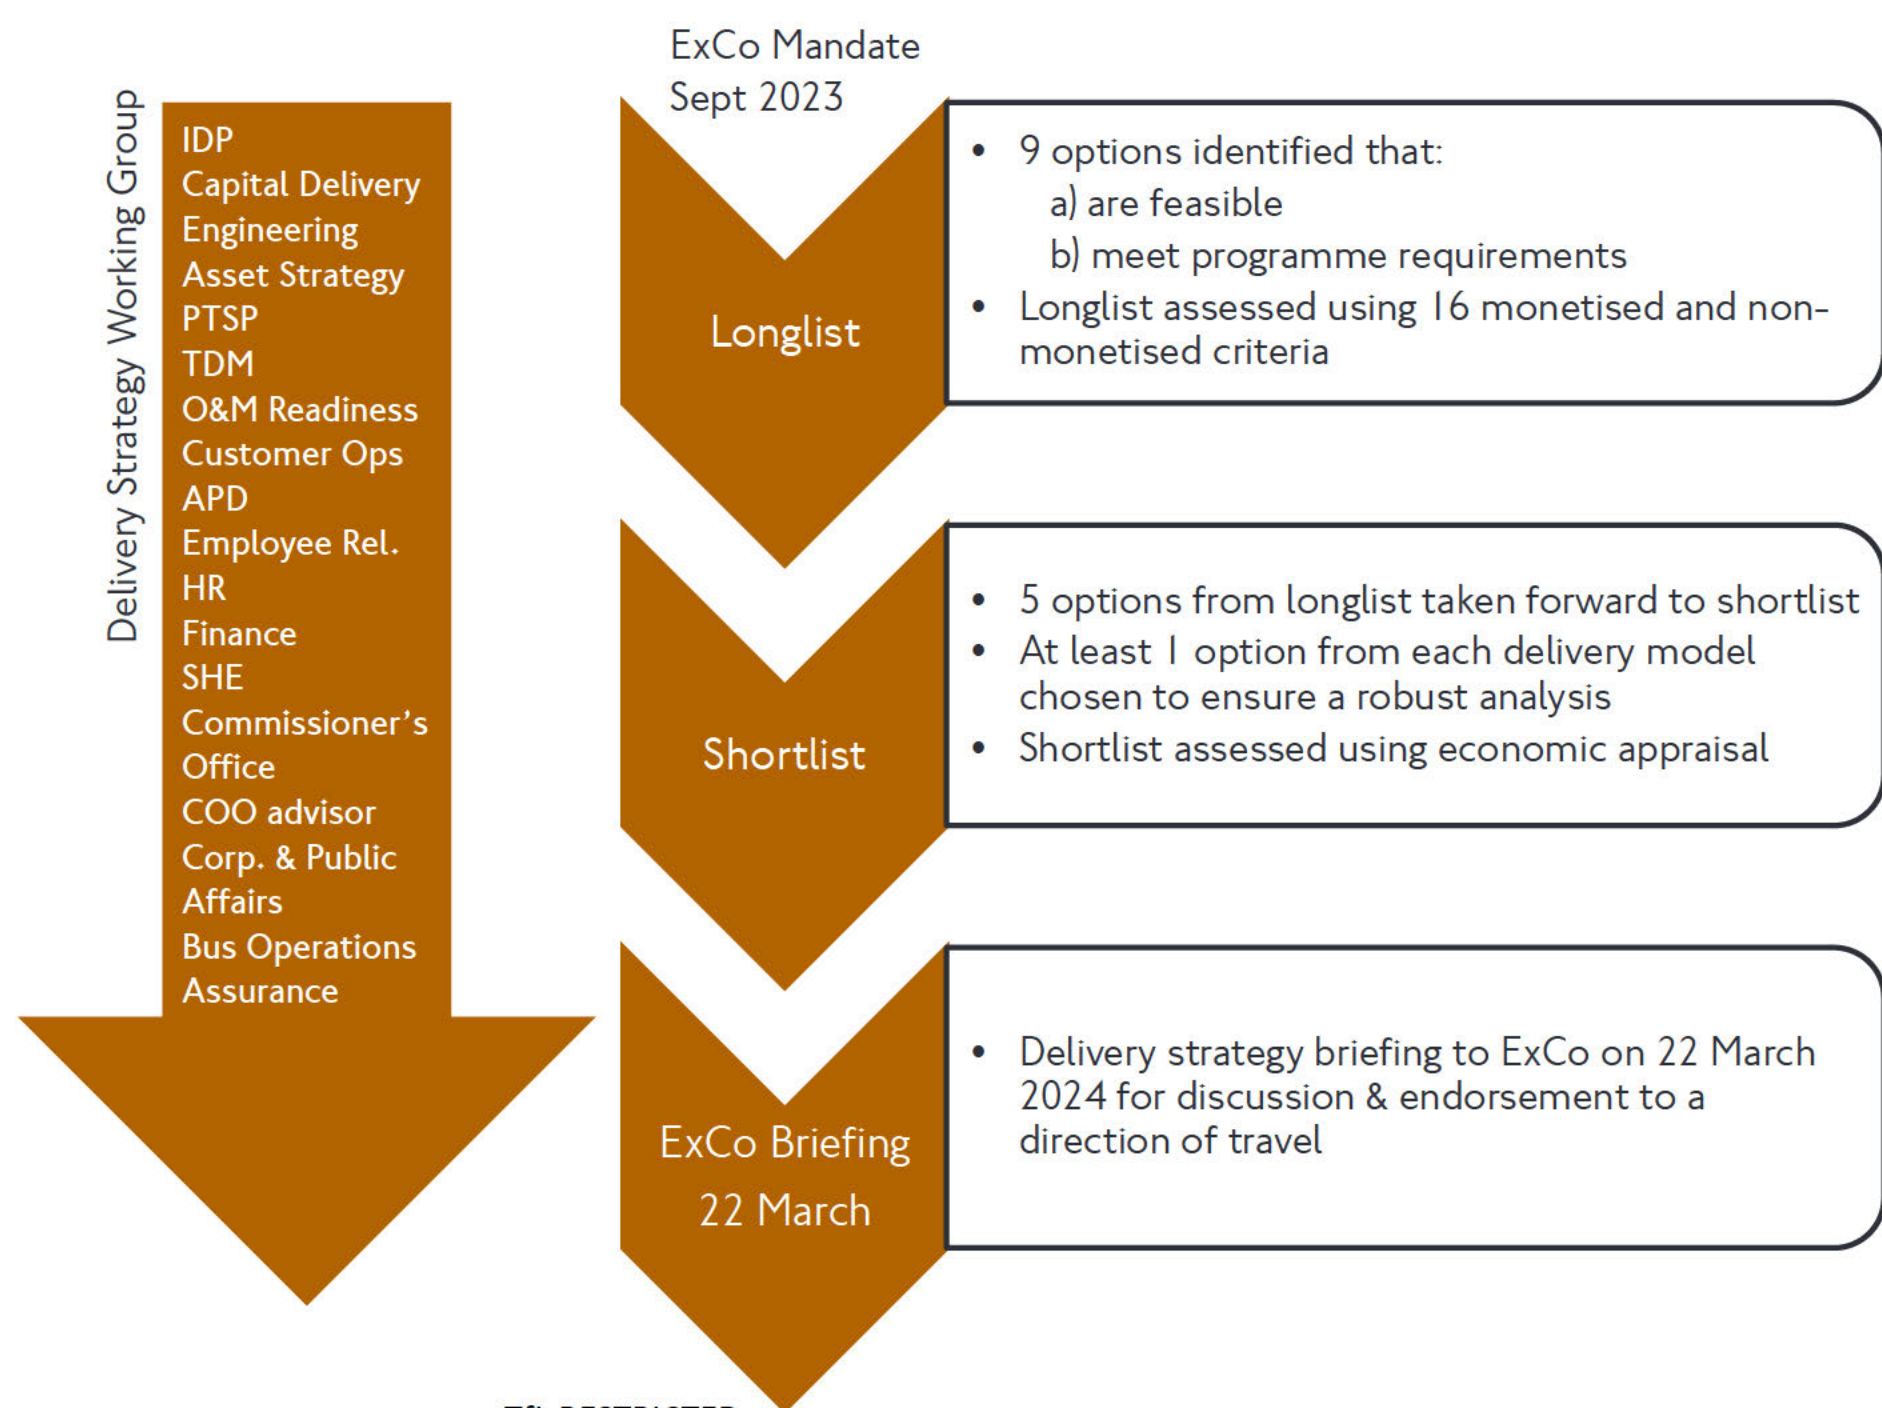 Delivery Strategy Working Group
IDP
Capital Delivery
Engineering
Asset Strategy
PTSP
TDM
O&M Readiness
Customer Ops
APD
Employee Rel.
HR
Finance
SHE
Commissioner's
Office
COO advisor
Corp. & Public
Affairs
Bus Operations
Assurance
ExCo Mandate
Sept 2023
Longlist
• 9 options identified that:
a) are feasible
b) meet programme requirements
• Longlist assessed using 16 monetised and non-
monetised criteria
Shortlist
• 5 options from longlist taken forward to shortlist
• At least 1 option from each delivery model
chosen to ensure a robust analysis
• Shortlist assessed using economic appraisal
ExCo Briefing
22 March
• Delivery strategy briefing to ExCo on 22 March
2024 for discussion & endorsement to a
direction of travel